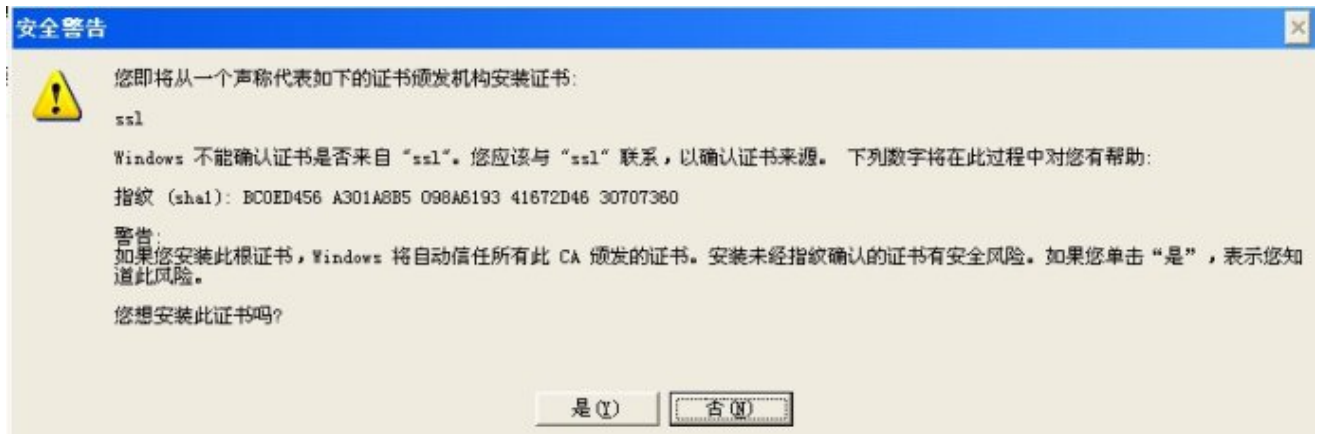 安全警告
您即将从一个声称代表如下的证书颁发机构安装证书:
ssl
Windows 不能确认证书是否来自 "ssl"。您应该与 "ssl" 联系，以确认证书来源。 下列数字将在此过程中对您有帮助:
指纹 (sha1): BC0ED456 A301A8B5 098A6193 41672D46 30707360
警告:
如果您安装此根证书，Windows 将自动信任所有此 CA 颁发的证书。安装未经指纹确认的证书有安全风险。如果您单击“是”，表示您知
道此风险。
您想安装此证书吗?
是(Y)
否(N)